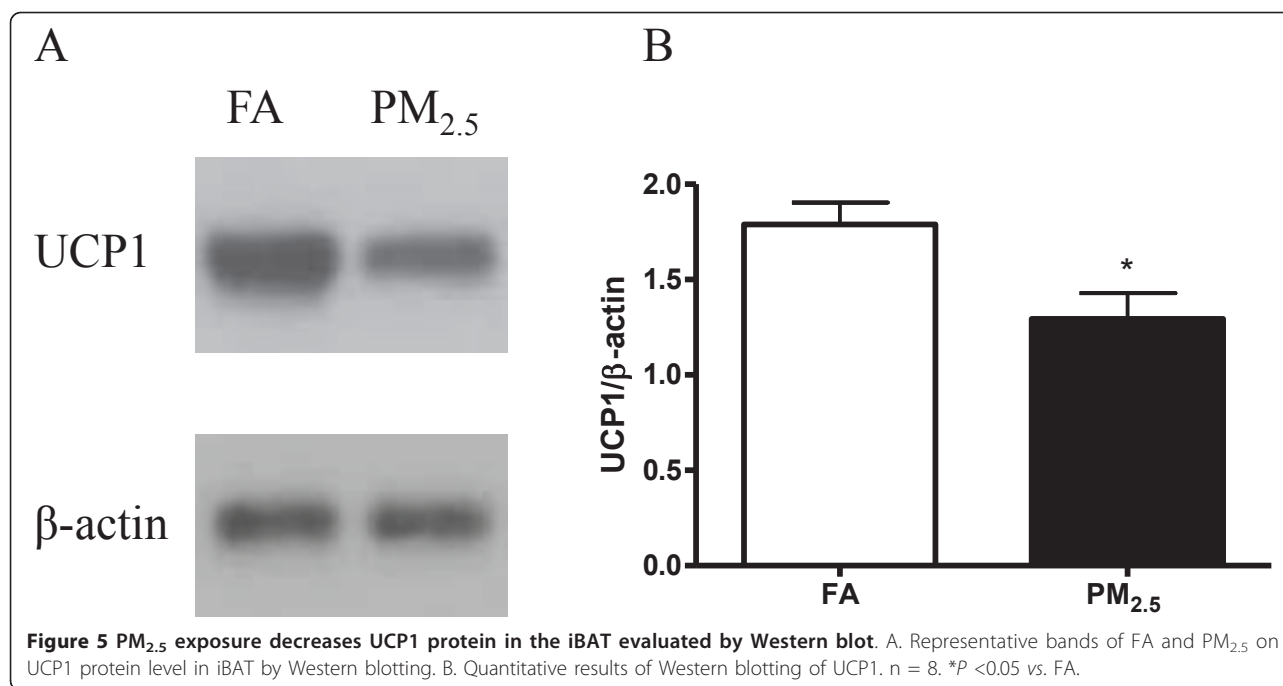 A
B
FA PM2.5
UCP1
β-actin
2.0
1.5
1.0
0.5
0.0
UCP1/β-actin
*
FA PM2.5
Figure 5 PM2.5 exposure decreases UCP1 protein in the iBAT evaluated by Western blot. A. Representative bands of FA and PM2.5 on
UCP1 protein level in iBAT by Western blotting. B. Quantitative results of Western blotting of UCP1. n = 8. *P <0.05 vs. FA.